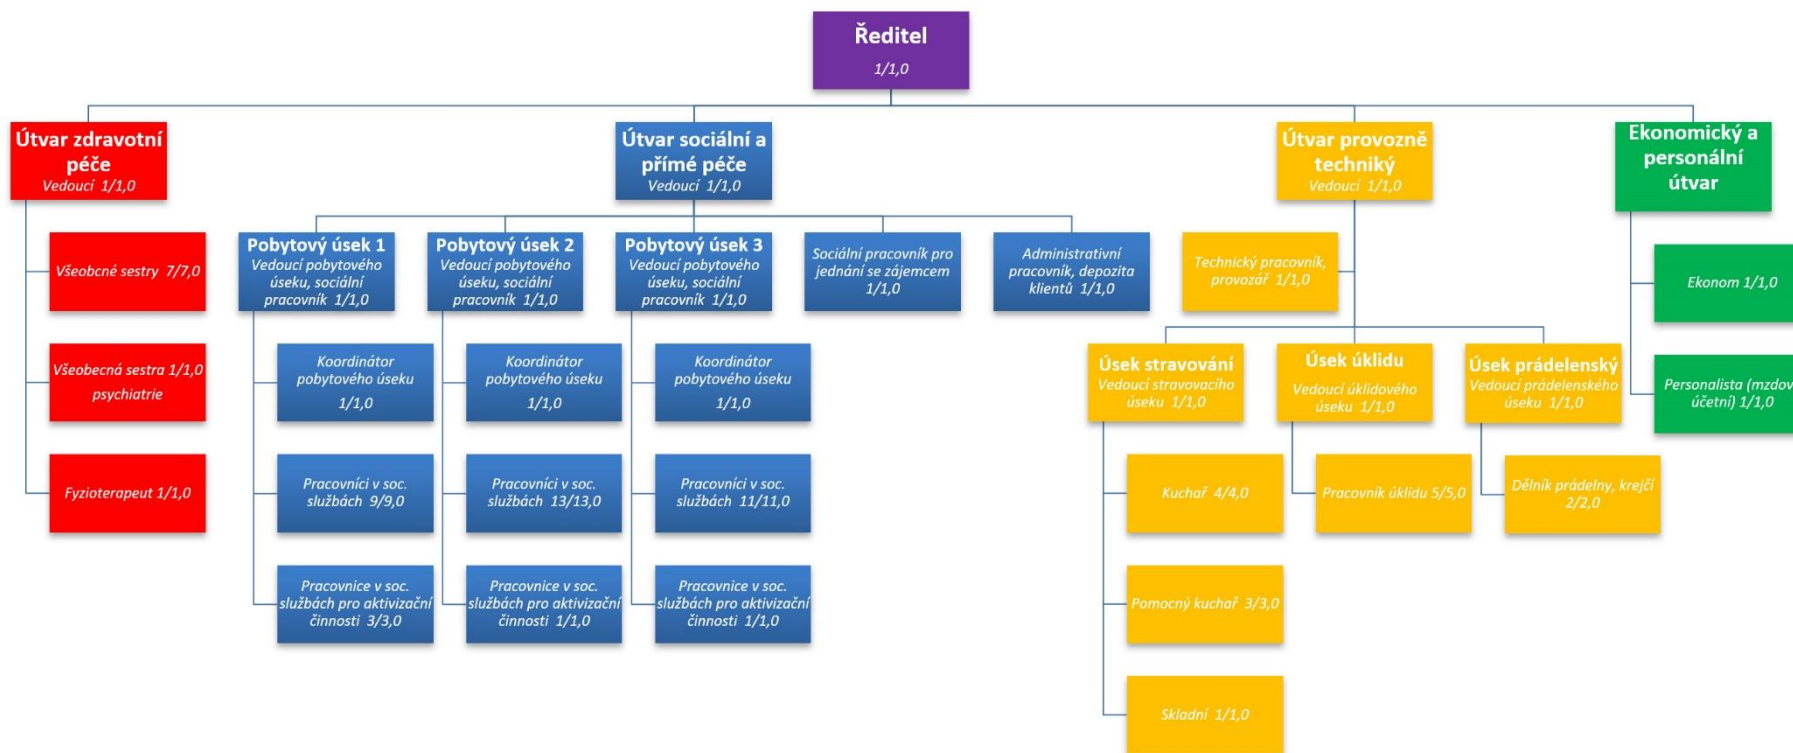 Ředitel
1/1,0
Útvar zdravotní
péče
Vedoucí 1/1,0
Útvar sociální a
přímé péče
Vedoucí 1/1,0
Útvar provozně
techniký
Vedoucí 1/1,0
Ekonomický a
personální
útvar
Všeobcné sestry 7/7,0
Všeobecná sestra 1/1,0
psychiatrie
Fyzioterapeut 1/1,0
Pobytový úsek 1
Vedoucí pobytového
úseku, sociální
pracovník 1/1,0
Koordinátor
pobytového úseku
1/1,0
Pracovníci v soc.
službách 9/9,0
Pracovnice v soc.
službách pro aktivizační
činnosti 3/3,0
Pobytový úsek 2
Vedoucí pobytového
úseku, sociální
pracovník 1/1,0
Koordinátor
pobytového úseku
1/1,0
Pracovníci v soc.
službách 13/13,0
Pracovnice v soc.
službách pro aktivizační
činnosti 1/1,0
Pobytový úsek 3
Vedoucí pobytového
úseku, sociální
pracovník 1/1,0
Koordinátor
pobytového úseku
1/1,0
Pracovníci v soc.
službách 11/11,0
Pracovnice v soc.
službách pro aktivizační
činnosti 1/1,0
Sociální pracovník pro
jednání se zájemcem
1/1,0
Administrativní
pracovník, depozita
klientů 1/1,0
Technický pracovník,
provozář 1/1,0
Úsek stravování
Vedoucí stravovacího
úseku 1/1,0
Kuchař 4/4,0
Pomocný kuchař 3/3,0
Skladní 1/1,0
Úsek úklidu
Vedoucí úklidového
úseku 1/1,0
Pracovník úklidu 5/5,0
Úsek prádelenský
Vedoucí prádelenského
úseku 1/1,0
Dělník prádelny, krejčí
2/2,0
Ekonom 1/1,0
Personalista (mzdov
účetní) 1/1,0